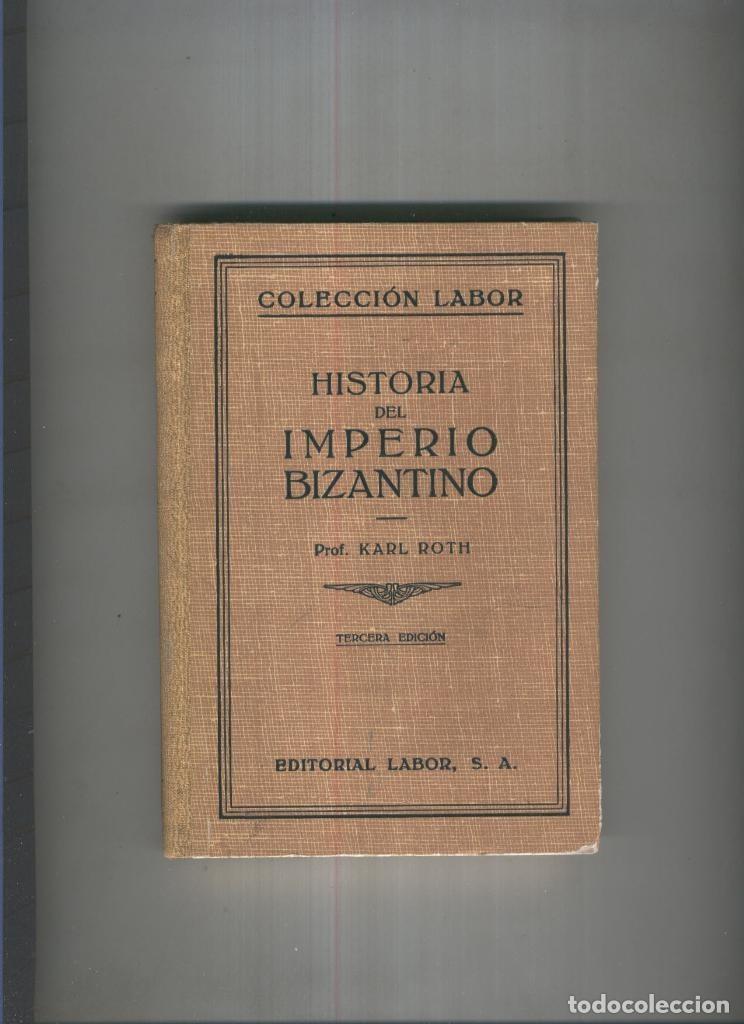 COLECCIÓN LABOR
HISTORIA
DEL
IMPERIO
BIZANTINO
Prof. KARL ROTH
TERCERA EDICIÓN
EDITORIAL LABOR, S. A.
todocoleccion